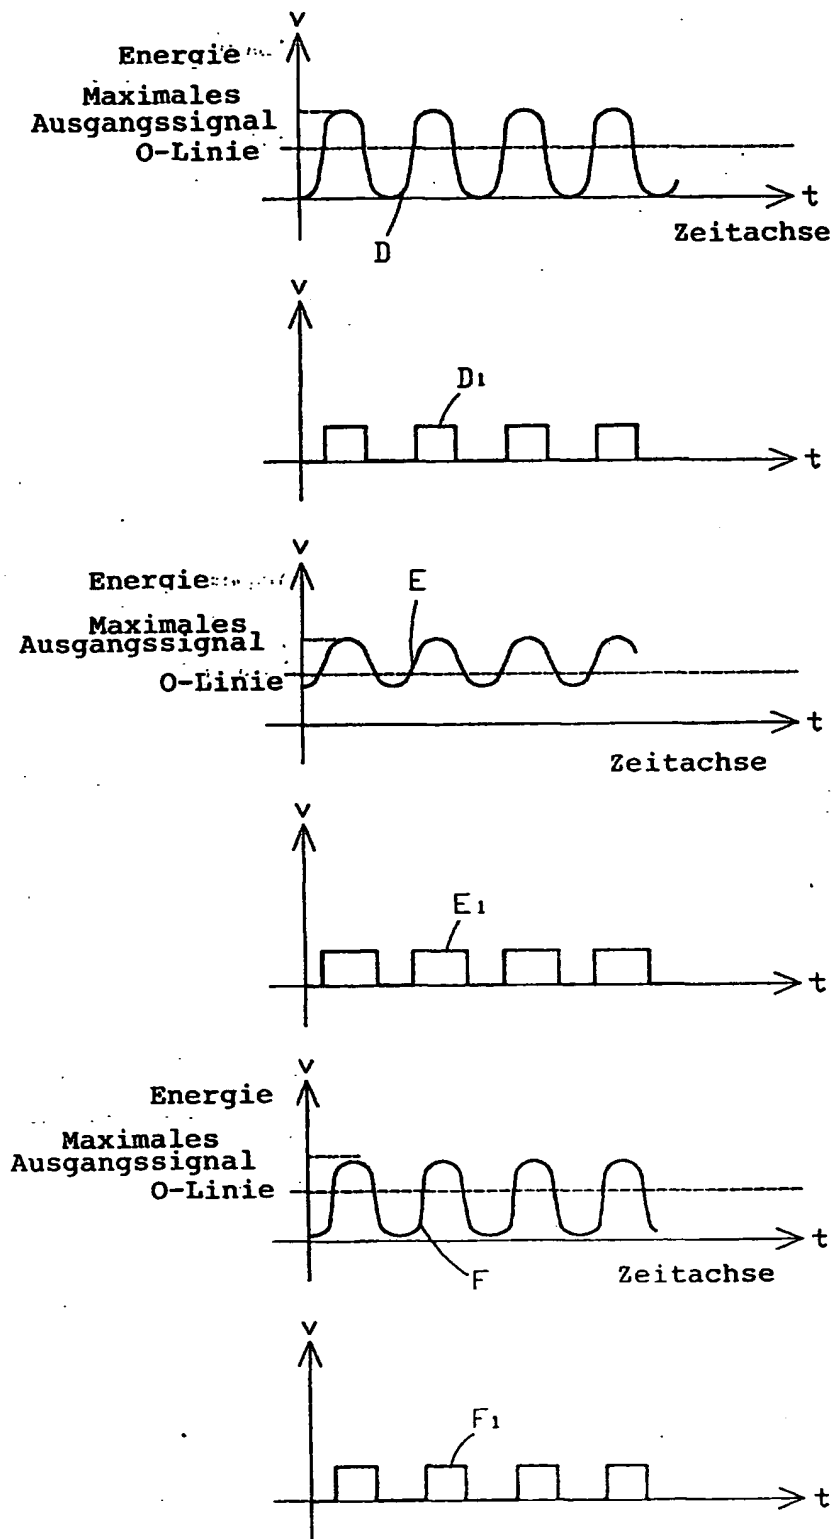 V
Energie
Maximales
Ausgangssignal
O-Linie
t
Zeitachse
D
V
D1
t
V
Energie
E
Maximales
Ausgangssignal
O-Linie
t
Zeitachse
V
E1
t
V
Energie
Maximales
Ausgangssignal
O-Linie
t
F
Zeitachse
V
F1
t